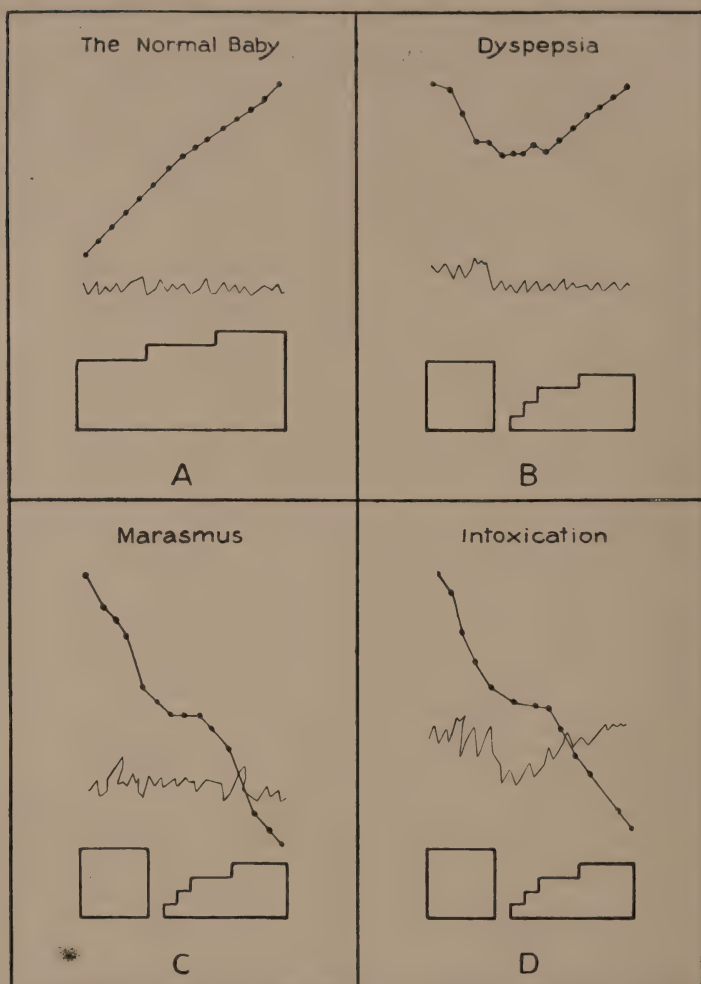 The Normal Baby
Dyspepsia
A
B
Marasmus
Intoxication
C
D